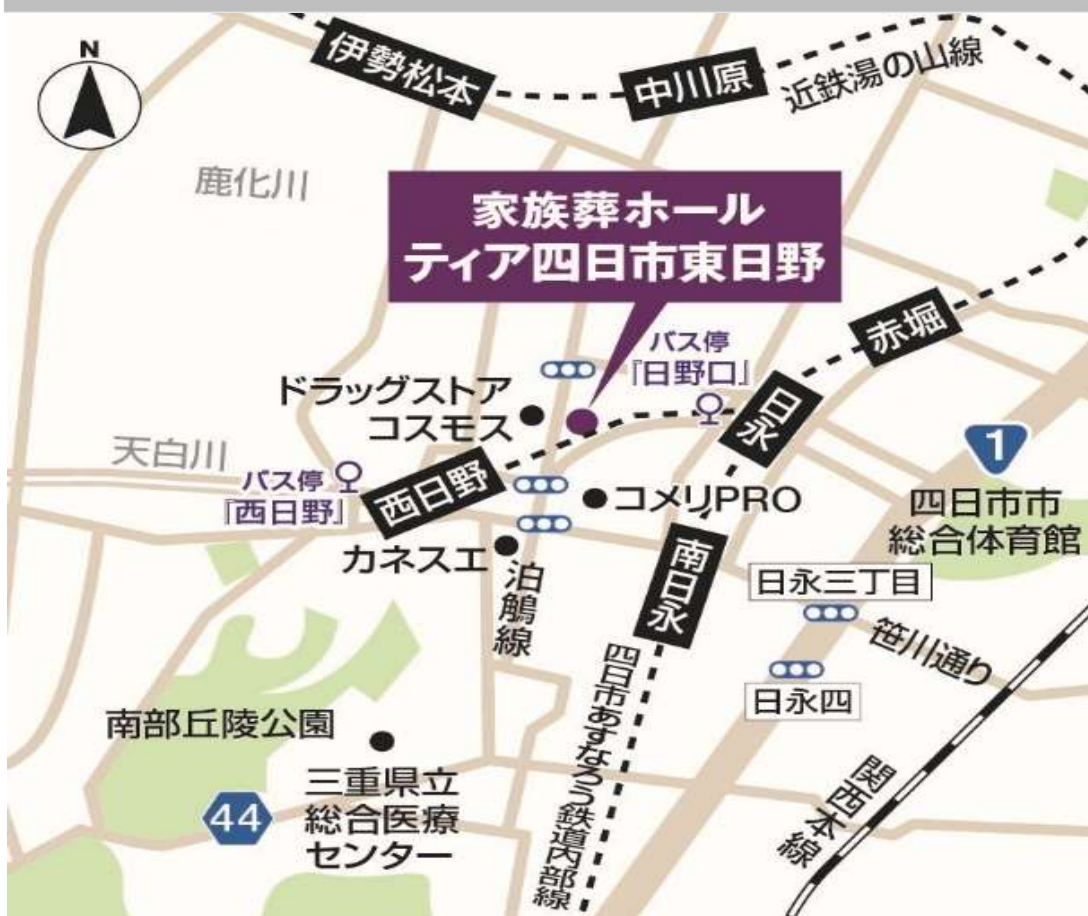 N
伊勢松本
中川原
近鉄湯の山線
鹿化川
家族葬ホール
ティア四日市東日野
赤堀
バス停
『日野口』
ドラッグストア
コスモス
日永
天白川
バス停
『西日野』
西日野
コメリPRO
1
四日市市
総合体育館
カネスエ
泊鵤線
南日永
日永三丁目
笹川通り
日永四
四日市あすなろう鉄道内部線
南部丘陵公園
三重県立
総合医療
センター
44
関西本線